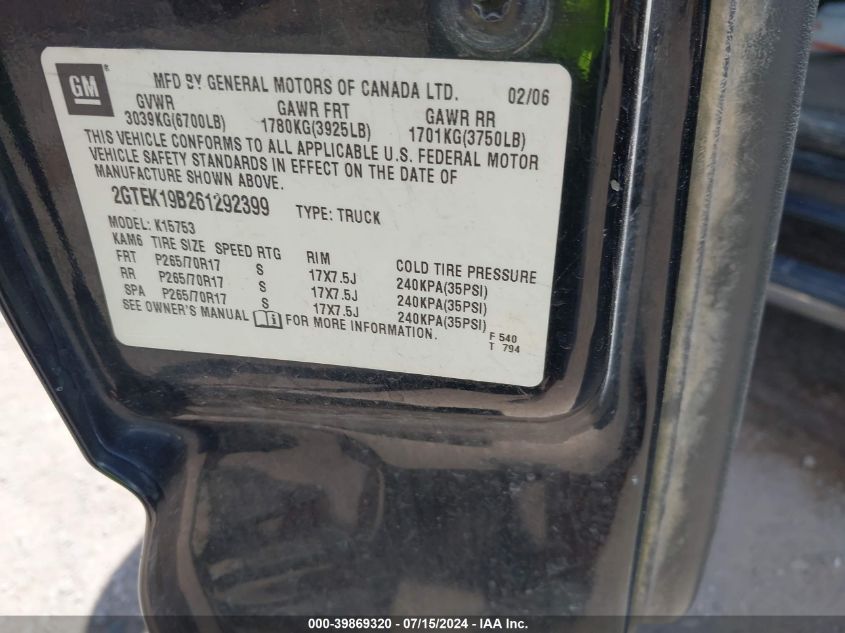 GM
®
MFD BY GENERAL MOTORS OF CANADA LTD.
02/06
GVWR GAWR FRT GAWR RR
3039KG(6700LB) 1780KG(3925LB) 1701KG(3750LB)
THIS VEHICLE CONFORMS TO ALL APPLICABLE U.S. FEDERAL MOTOR
VEHICLE SAFETY STANDARDS IN EFFECT ON THE DATE OF
MANUFACTURE SHOWN ABOVE.
2GTEK19B261292399 TYPE: TRUCK
MODEL: K15753
KAM6 TIRE SIZE SPEED RTG RIM COLD TIRE PRESSURE
FRT P265/70R17 S 17X7.5J 240KPA(35PSI)
RR P265/70R17 S 17X7.5J 240KPA(35PSI)
SPA P265/70R17 S 17X7.5J 240KPA(35PSI)
SEE OWNER'S MANUAL i FOR MORE INFORMATION.
F 540
T 794
000-39869320 - 07/15/2024 - IAA Inc.